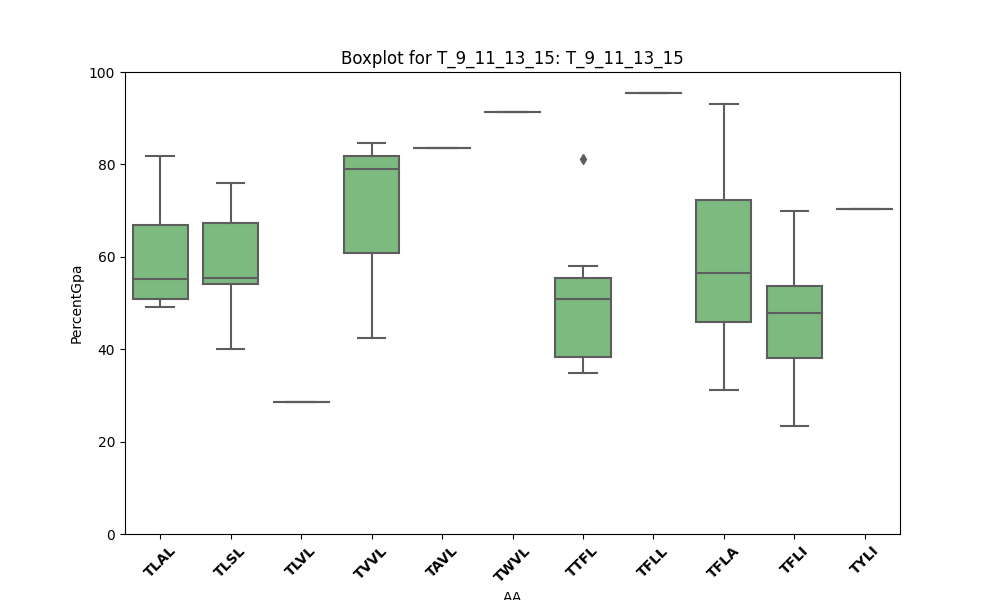 Boxplot for T_9_11_13_15: T_9_11_13_15
PercentGpa
100
80
60
40
20
0
TLAL
TLSL
TLVL
TVVL
TAVL
TWVL
TTFL
TFLL
TFLA
TFLI
TYLI
AA